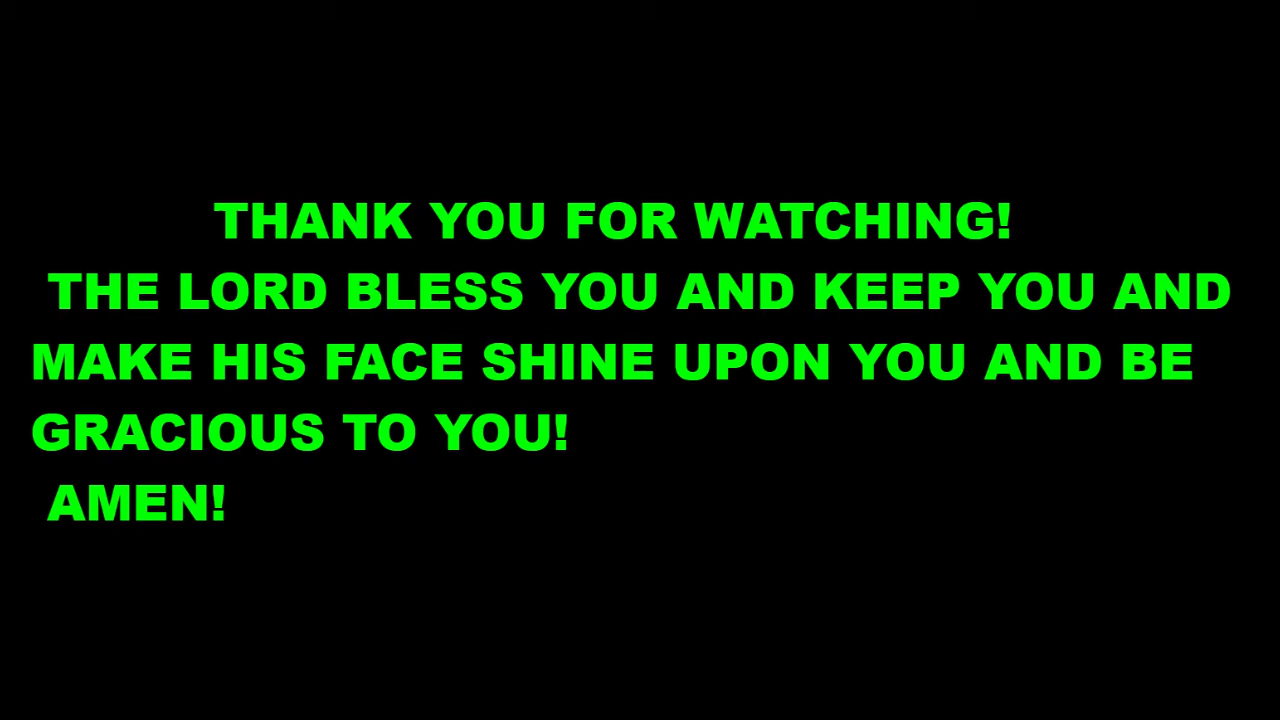 THANK YOU FOR WATCHING!
THE LORD BLESS YOU AND KEEP YOU AND
MAKE HIS FACE SHINE UPON YOU AND BE
GRACIOUS TO YOU!
AMEN!